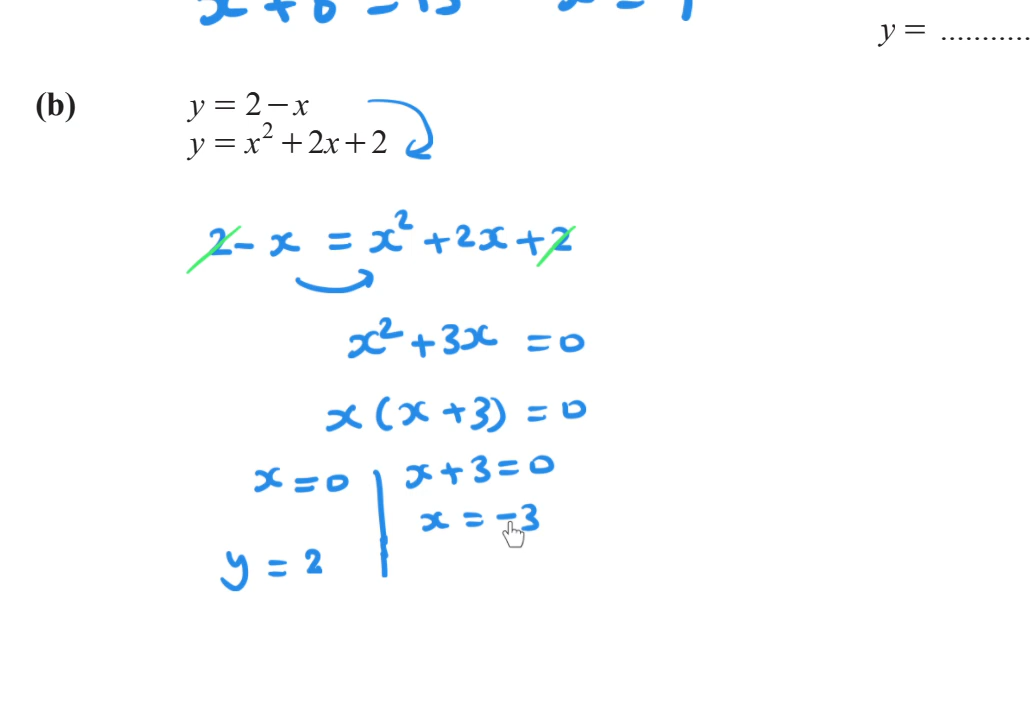 y = ...........
(b) y = 2 − x
y = x² + 2x + 2
2 − x = x² + 2x + 2
x² + 3x = 0
x (x + 3) = 0
x = 0 | x + 3 = 0
x = −3
y = 2